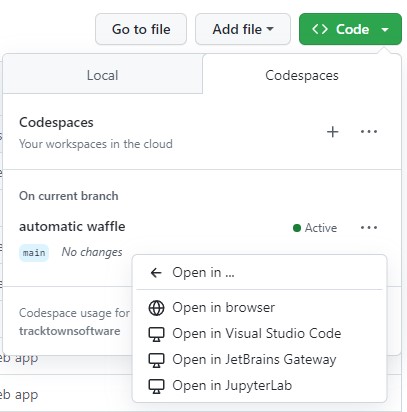 Go to file
Add file
Code
Local
Codespaces
Codespaces
Your workspaces in the cloud
On current branch
automatic waffle
Active
main
No changes
Open in ...
Open in browser
Codespace usage for
Open in Visual Studio Code
tracktownsoftware
Open in JetBrains Gateway
eb app
Open in JupyterLab
eb app